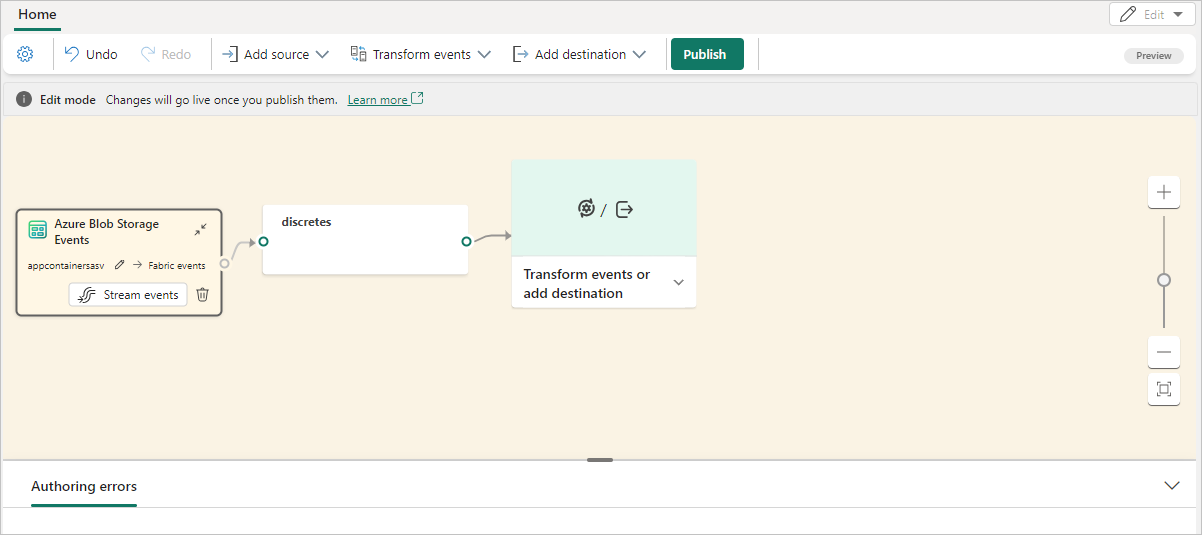 Home
Edit
Undo
Redo
Add source
Transform events
Add destination
Publish
Preview
Edit mode Changes will go live once you publish them. Learn more
Azure Blob Storage
Events
appcontainersasv
Fabric events
Stream events
discretes
/
Transform events or
add destination
Authoring errors